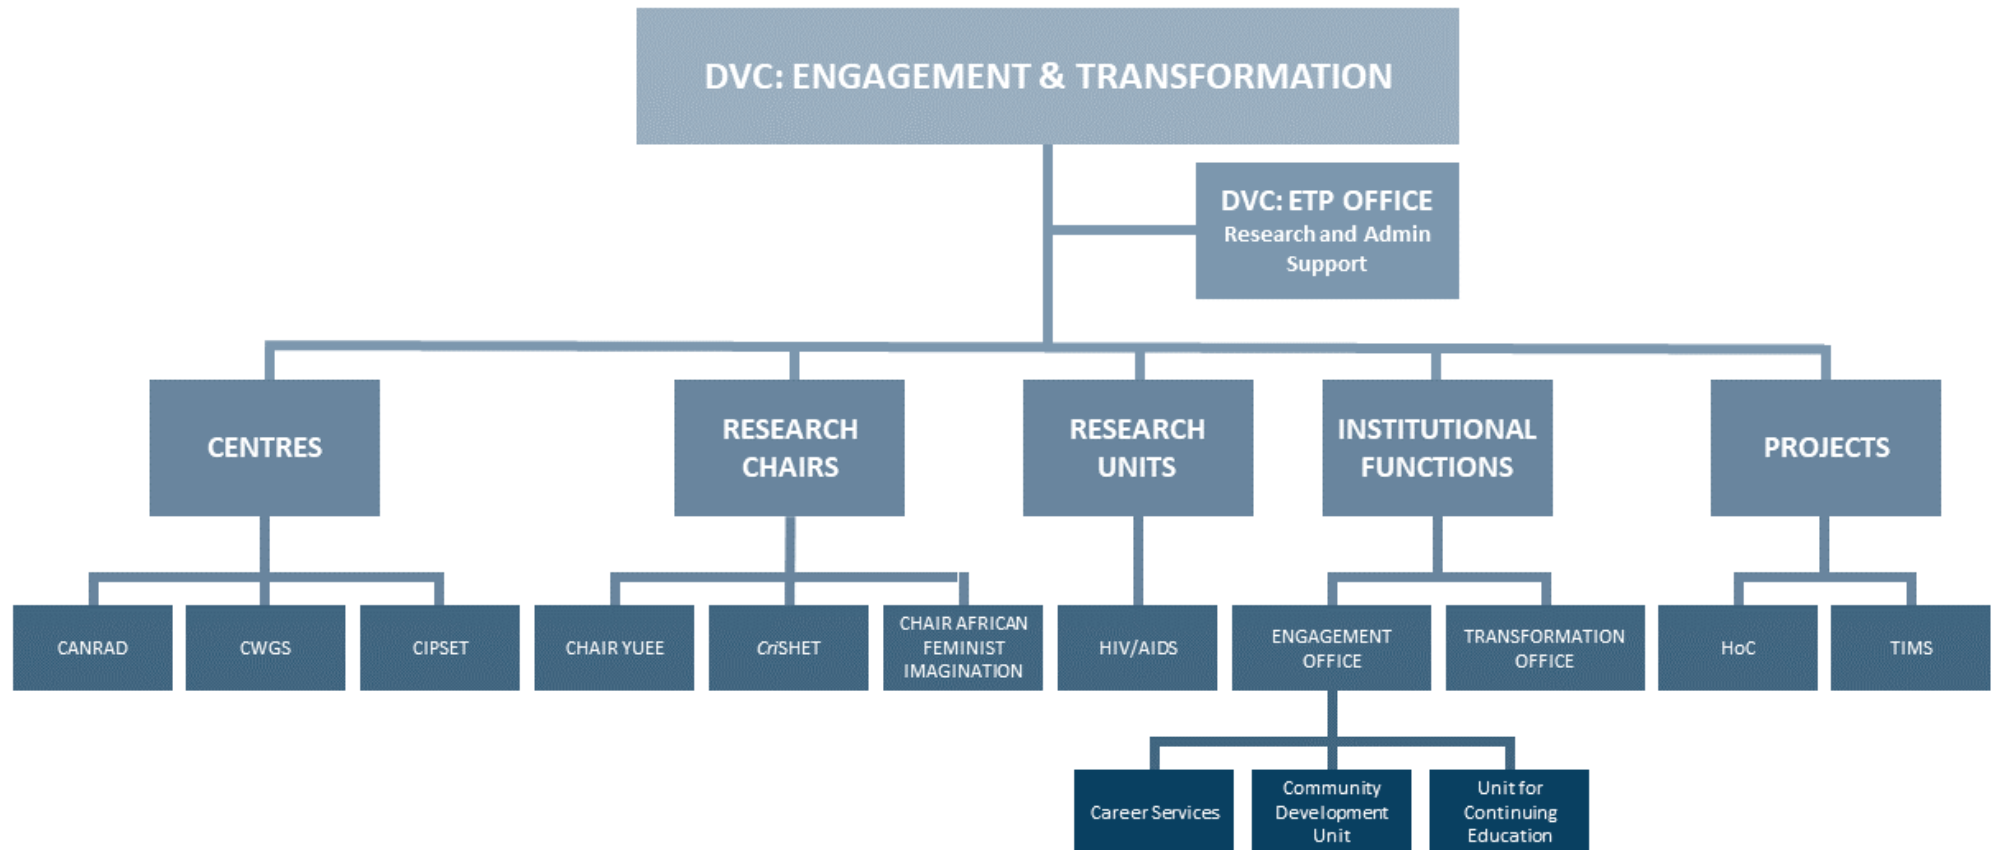 DVC: ENGAGEMENT & TRANSFORMATION
DVC: ETP OFFICE
Research and Admin
Support
CENTRES
RESEARCH
CHAIRS
RESEARCH
UNITS
INSTITUTIONAL
FUNCTIONS
PROJECTS
CANRAD
CWGS
CIPSET
CHAIR YUEE
CriSHET
CHAIR AFRICAN
FEMINIST
IMAGINATION
HIV/AIDS
ENGAGEMENT
OFFICE
TRANSFORMATION
OFFICE
HoC
TIMS
Career Services
Community
Development
Unit
Unit for
Continuing
Education